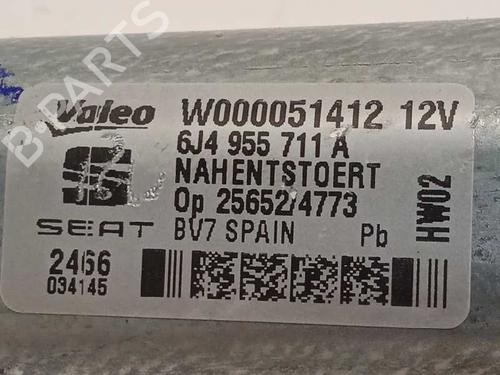 B-PARTS
Valeo W000051412 12V
6J4 955 711 A
NAHENTSTOERT
Op 25652/4773
SEAT BV7 SPAIN Pb
HW02
2466
034145